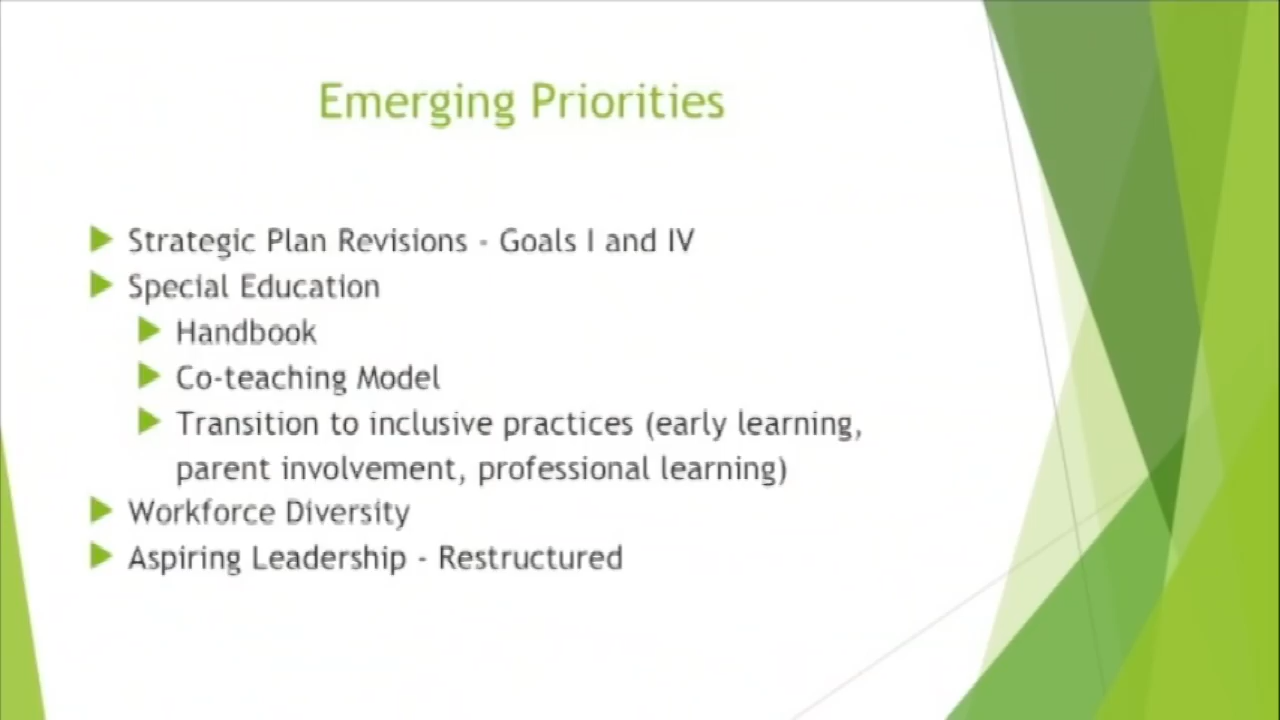 Emerging Priorities
Strategic Plan Revisions - Goals I and IV
Special Education
Handbook
Co-teaching Model
Transition to inclusive practices (early learning,
parent involvement, professional learning)
Workforce Diversity
Aspiring Leadership - Restructured